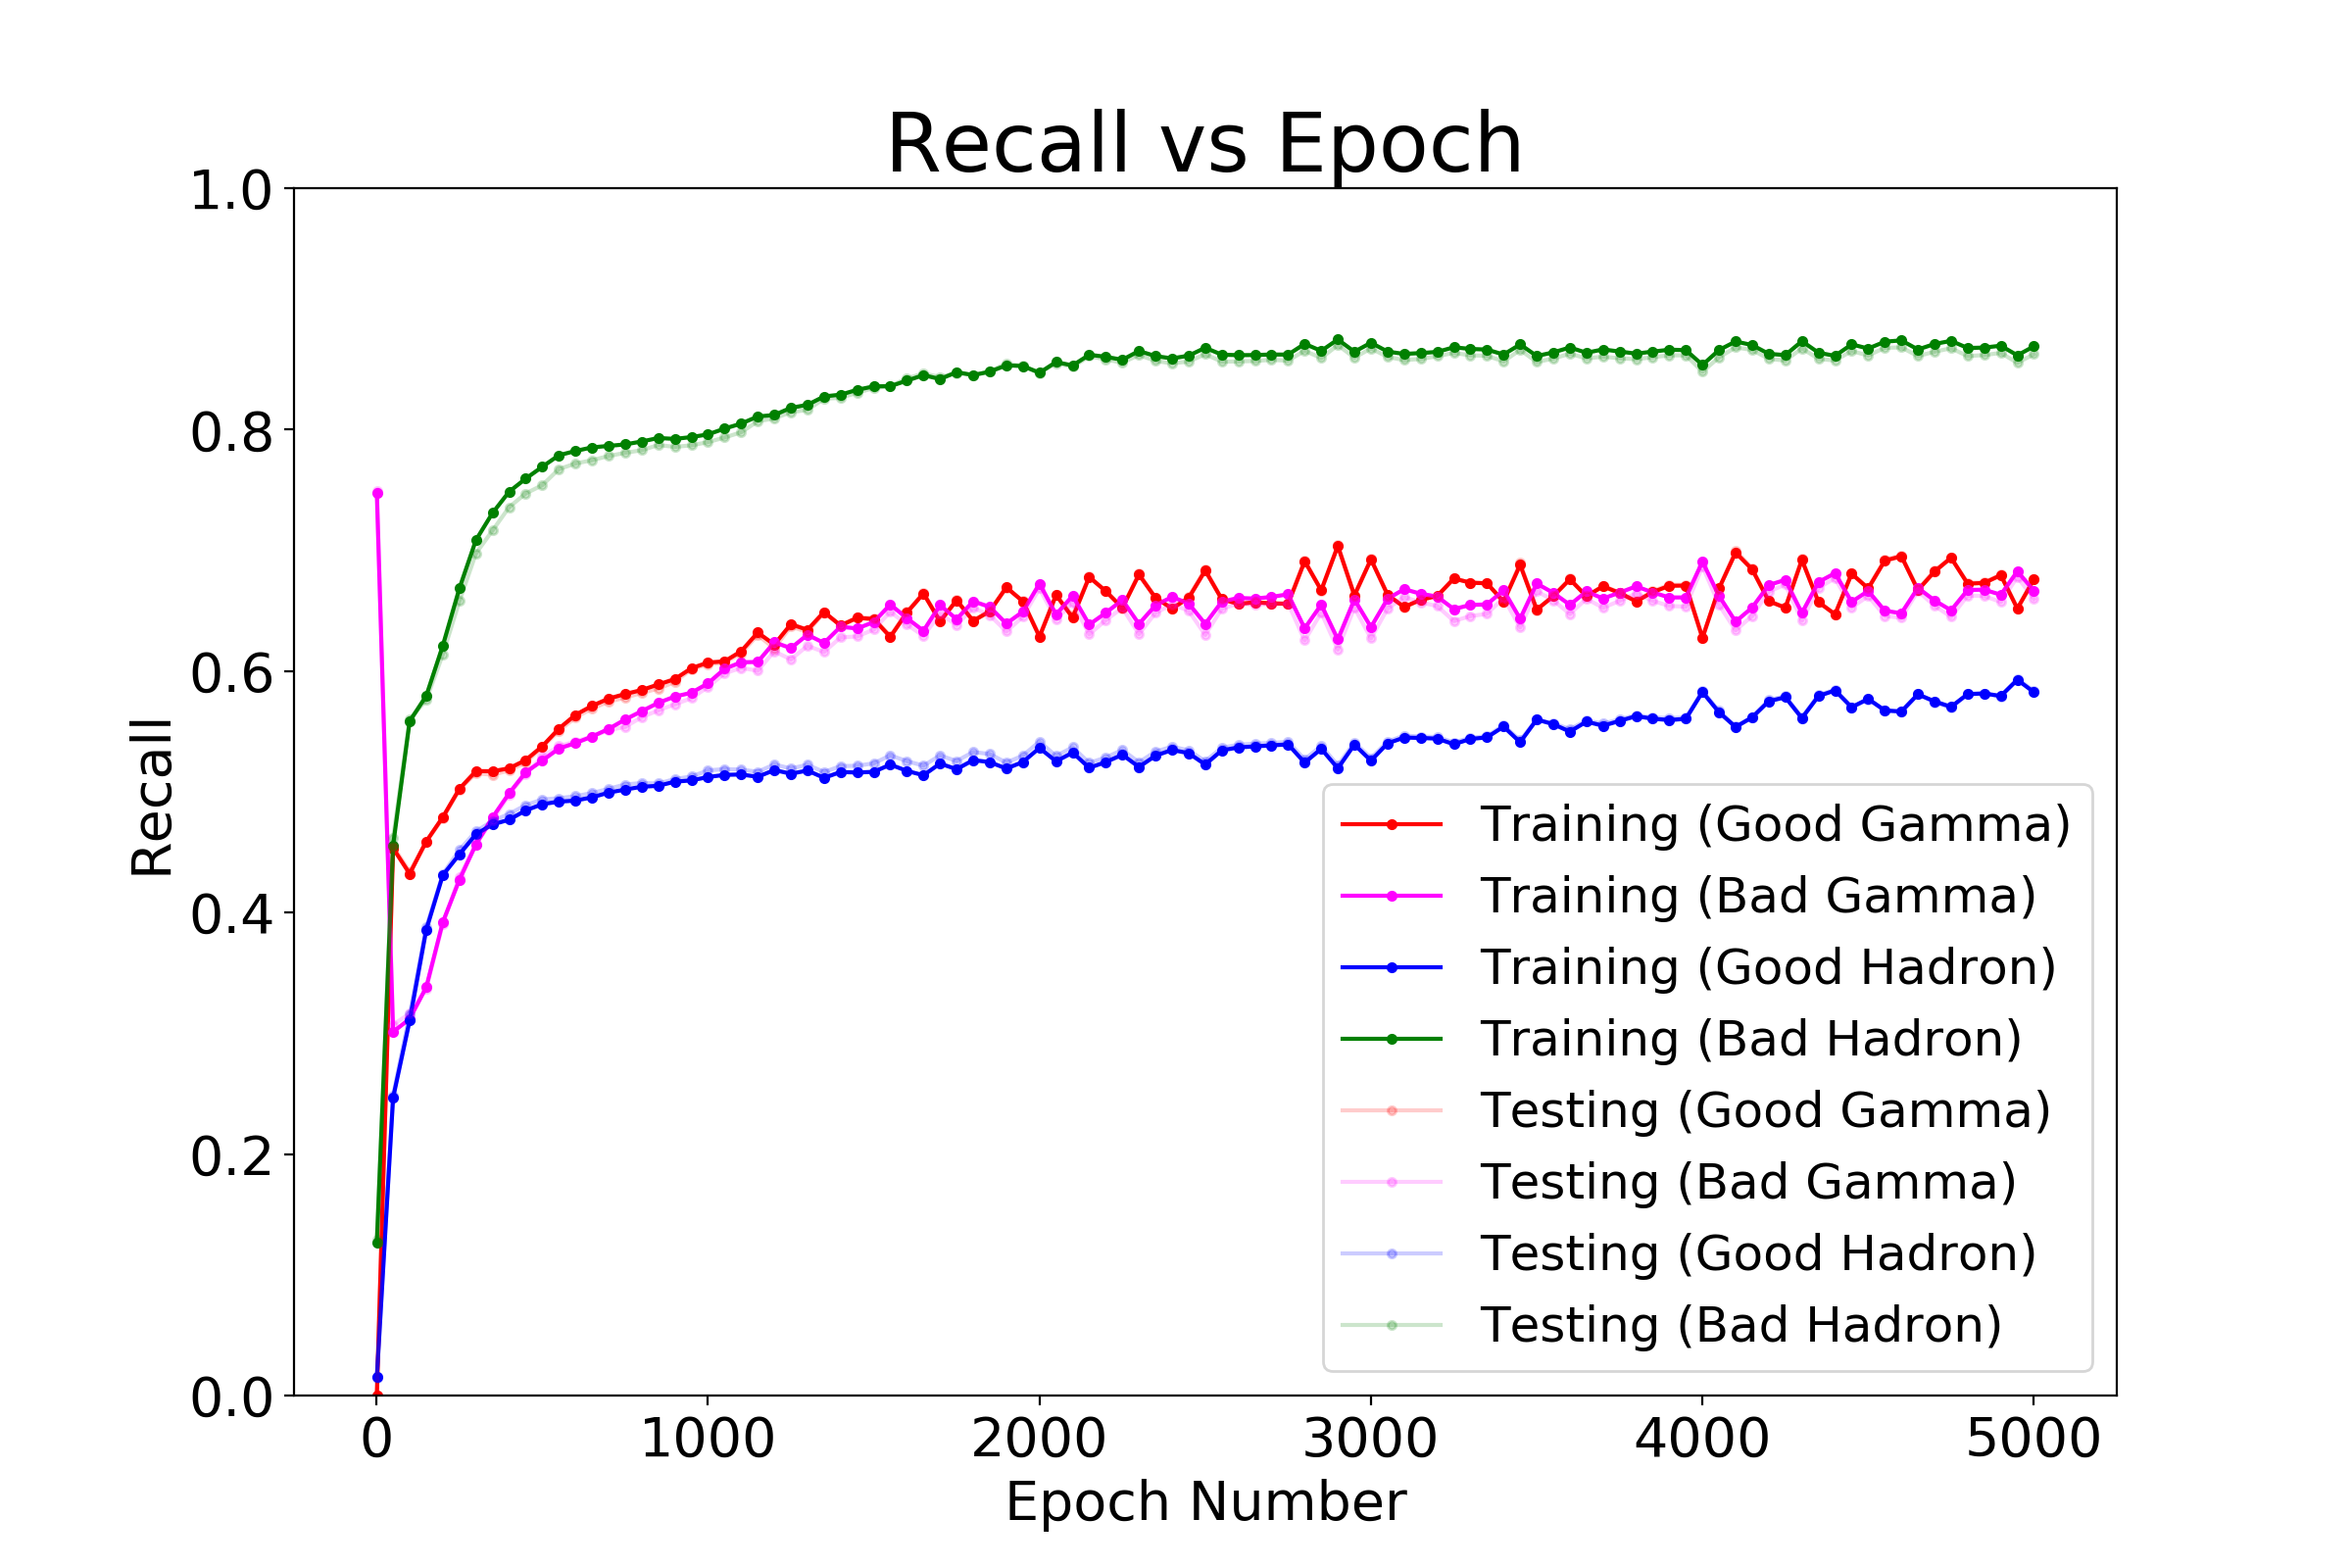 Recall vs Epoch
1.0
0.8
0.6
0.4
0.2
0.0
Recall
0 1000 2000 3000 4000 5000
Epoch Number
Training (Good Gamma)
Training (Bad Gamma)
Training (Good Hadron)
Training (Bad Hadron)
Testing (Good Gamma)
Testing (Bad Gamma)
Testing (Good Hadron)
Testing (Bad Hadron)